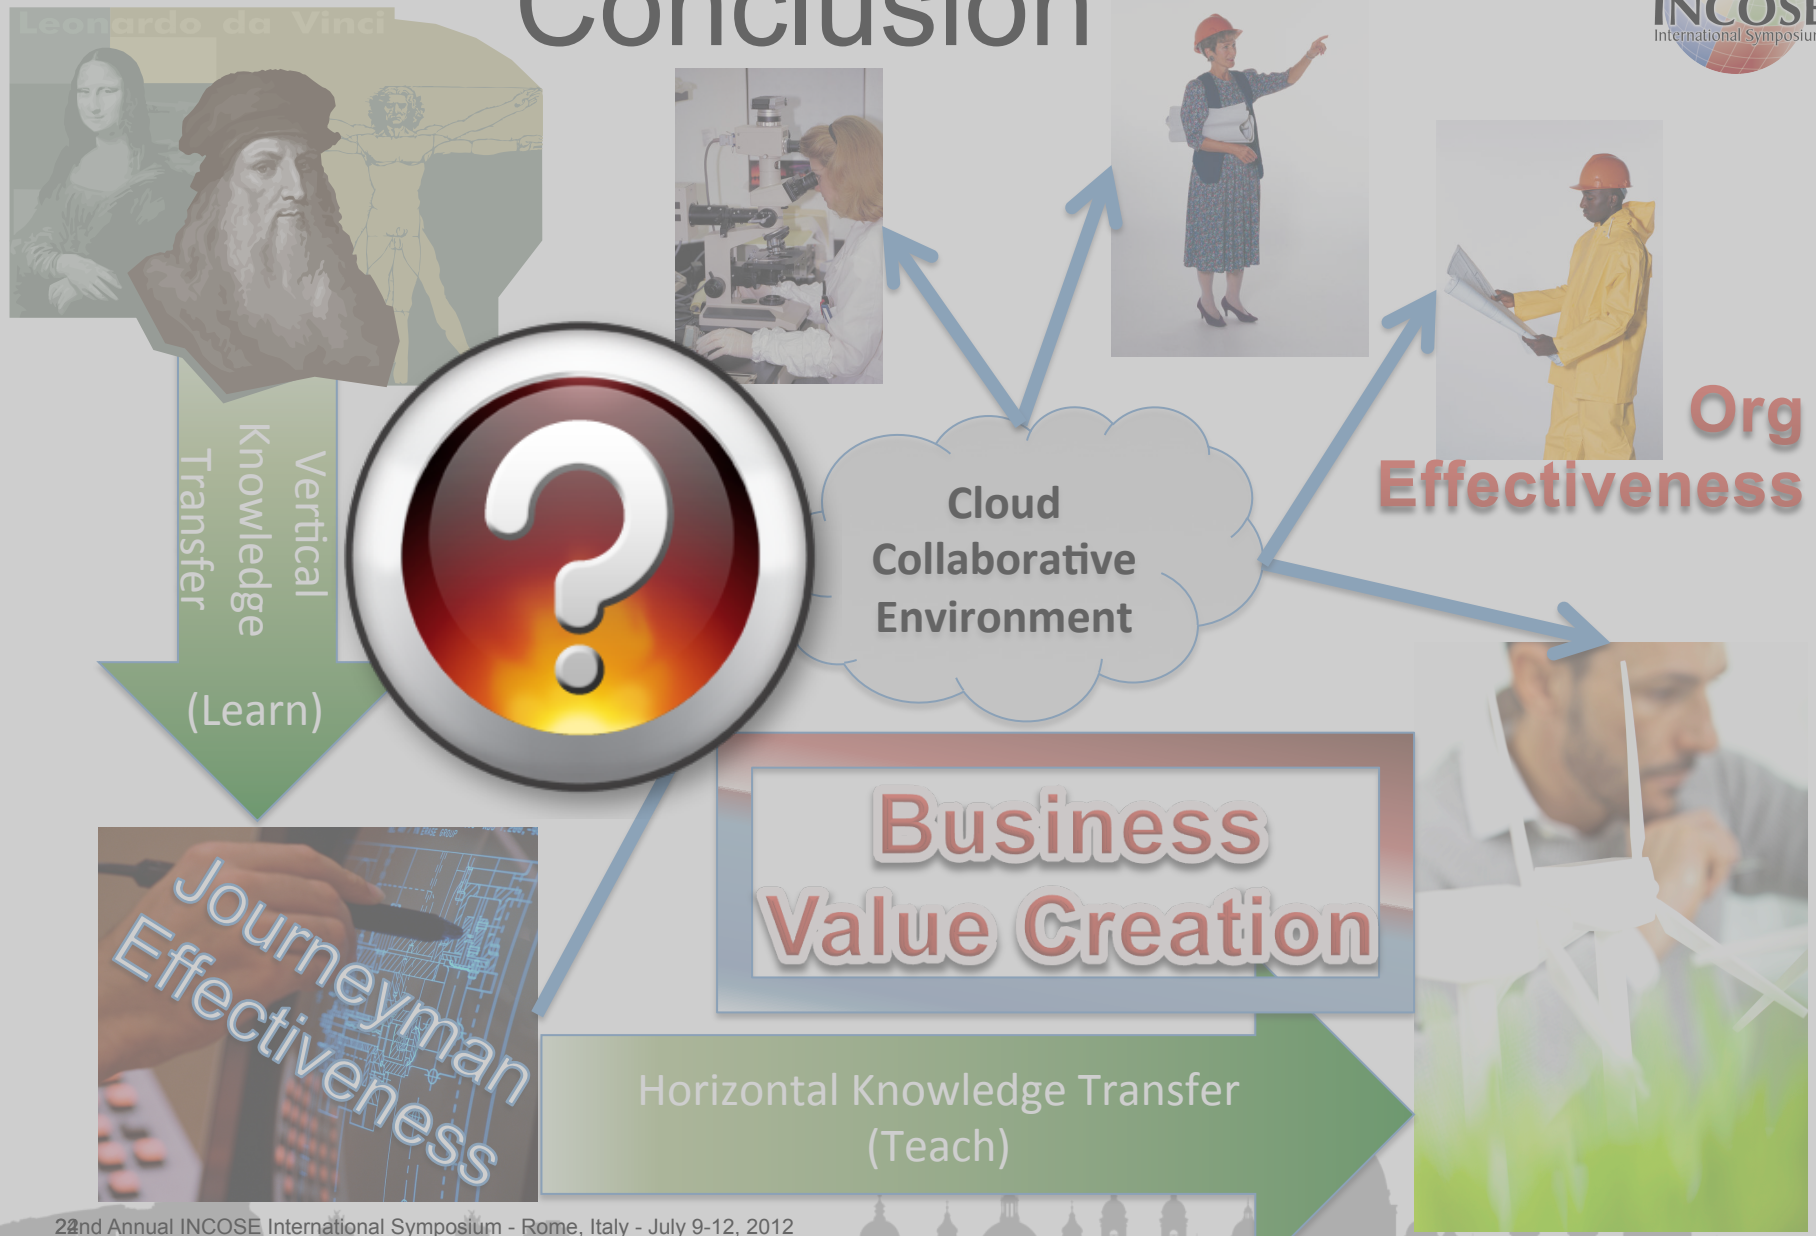 Conclusion
Leonardo da Vinci
INCOSE
International Symposium
Org
Effectiveness
Vertical
Knowledge
Transfer
(Learn)
Cloud
Collaborative
Environment
Business
Value Creation
Journeyman
Effectiveness
Horizontal Knowledge Transfer
(Teach)
22nd Annual INCOSE International Symposium - Rome, Italy - July 9-12, 2012